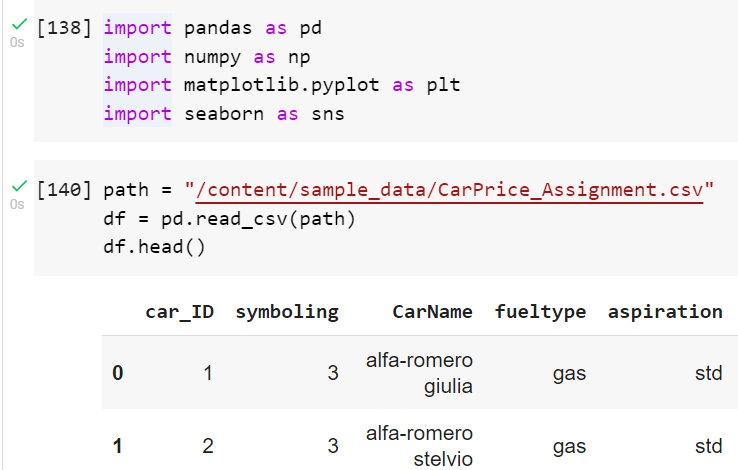 [138] import pandas as pd
import numpy as np
import matplotlib.pyplot as plt
import seaborn as sns
0s
[140] path = "/content/sample_data/CarPrice_Assignment.csv"
0s
df = pd.read_csv(path)
df.head()
car_ID symboling CarName fueltype aspiration
0 1 3 alfa-romero giulia gas std
1 2 3 alfa-romero stelvio gas std